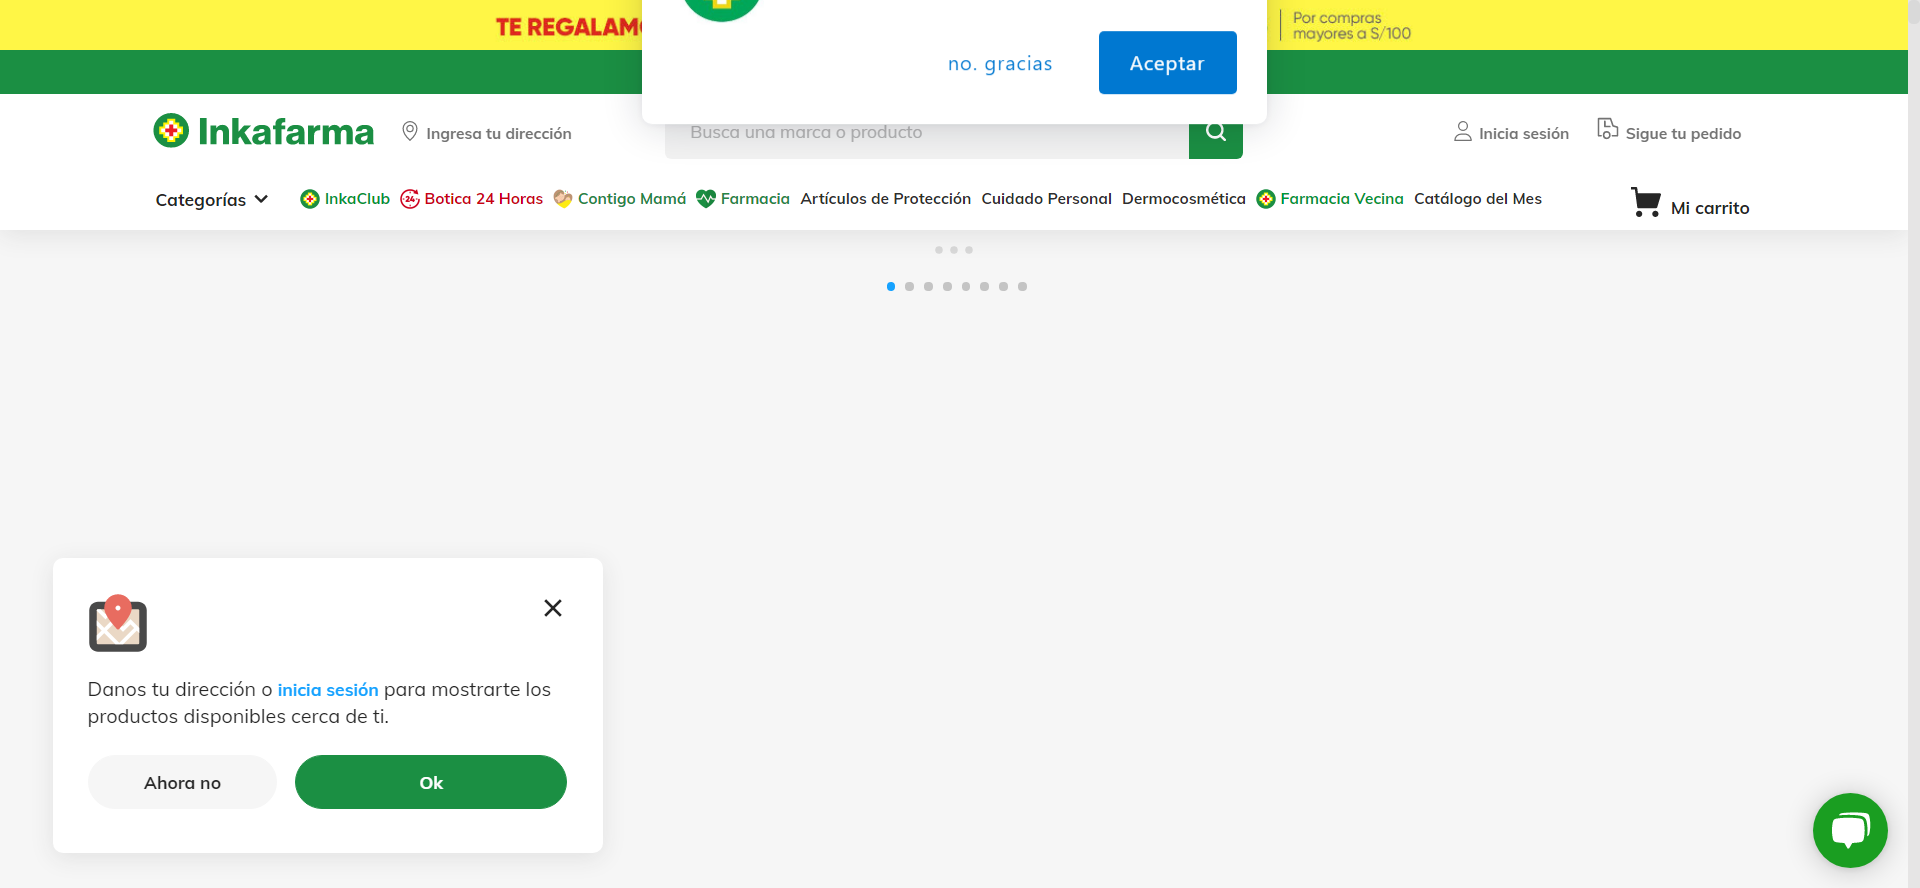 TE REGALAM
Por compras
mayores a S/100
no. gracias
Aceptar
Inkafarma
Ingresa tu dirección
Busca una marca o producto
Inicia sesión
Sigue tu pedido
Categorías
InkaClub
24
Botica 24 Horas
Contigo Mamá
Farmacia
Artículos de Protección
Cuidado Personal
Dermocosmética
Farmacia Vecina
Catálogo del Mes
Mi carrito
Danos tu dirección o inicia sesión para mostrarte los
productos disponibles cerca de ti.
Ahora no
Ok